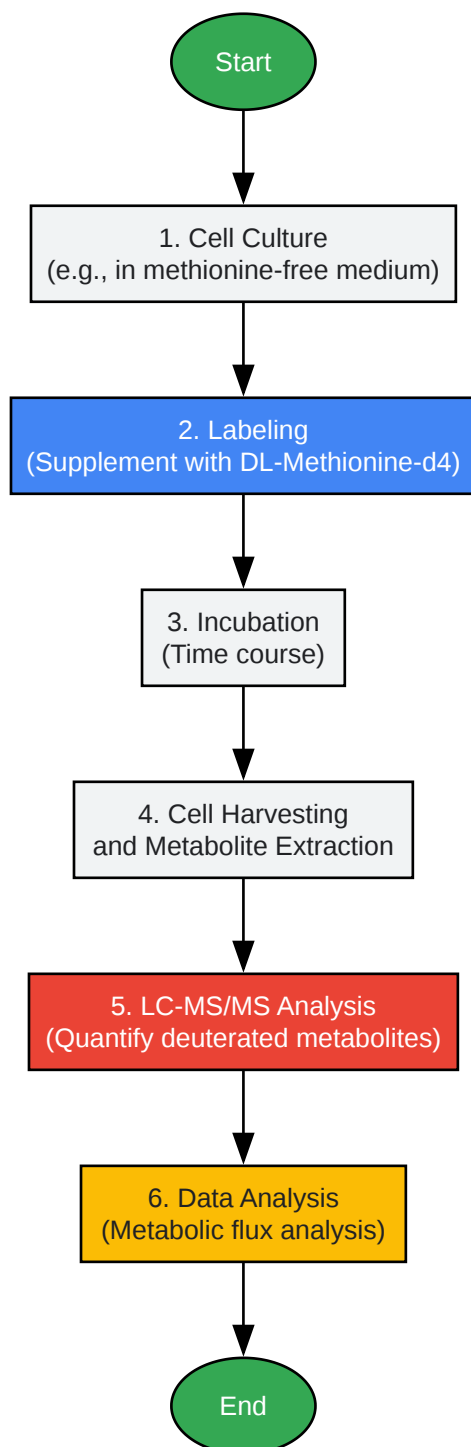 Start
1. Cell Culture
(e.g., in methionine-free medium)
2. Labeling
(Supplement with DL-Methionine-d4)
3. Incubation
(Time course)
4. Cell Harvesting
and Metabolite Extraction
5. LC-MS/MS Analysis
(Quantify deuterated metabolites)
6. Data Analysis
(Metabolic flux analysis)
End